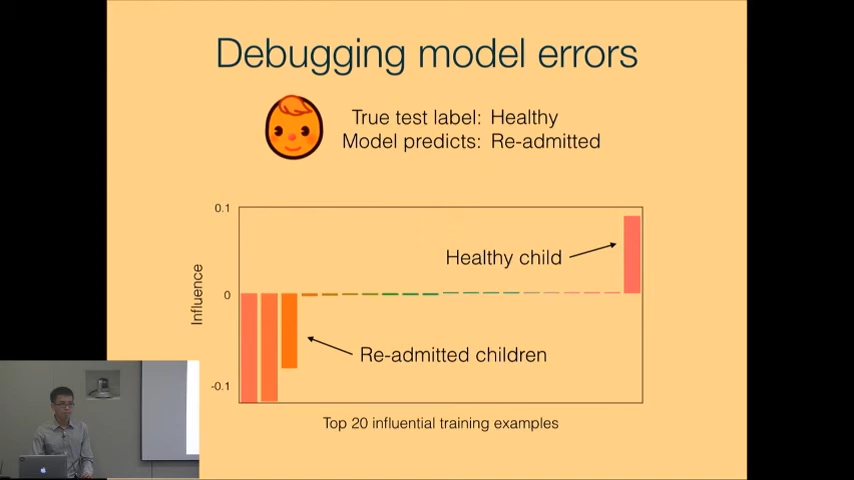 Debugging model errors
True test label: Healthy
Model predicts: Re-admitted
0.1
Healthy child
0
Influence
Re-admitted children
-0.1
Top 20 influential training examples